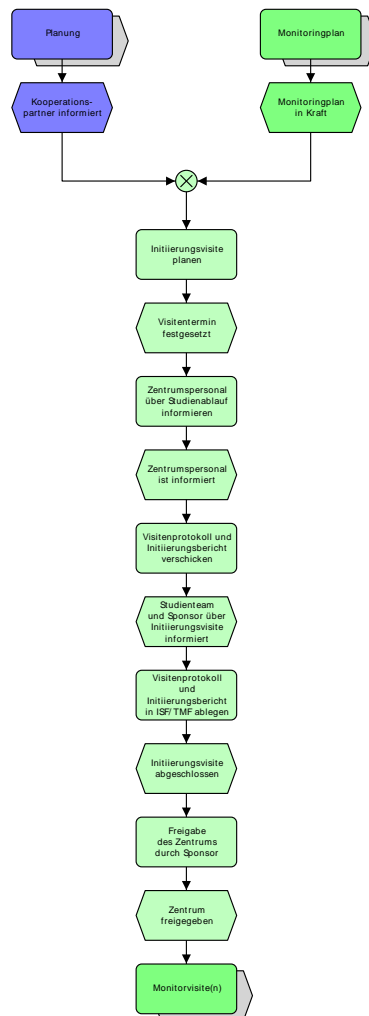 Planung
Monitoringplan
Kooperations-
partner informiert
Monitoringplan
in Kraft
Initiierungsvisite
planen
Visitentermin
festgesetzt
Zentrumspersonal
über Studienablauf
informieren
Zentrumspersonal
ist informiert
Visitenprotokoll und
Initiierungsbericht
verschicken
Studienteam
und Sponsor über
Initiierungsvisite
informiert
Visitenprotokoll
und
Initiierungsbericht
in ISF/TMF ablegen
Initiierungsvisite
abgeschlossen
Freigabe
des Zentrums
durch Sponsor
Zentrum
freigegeben
Monitorvisite(n)